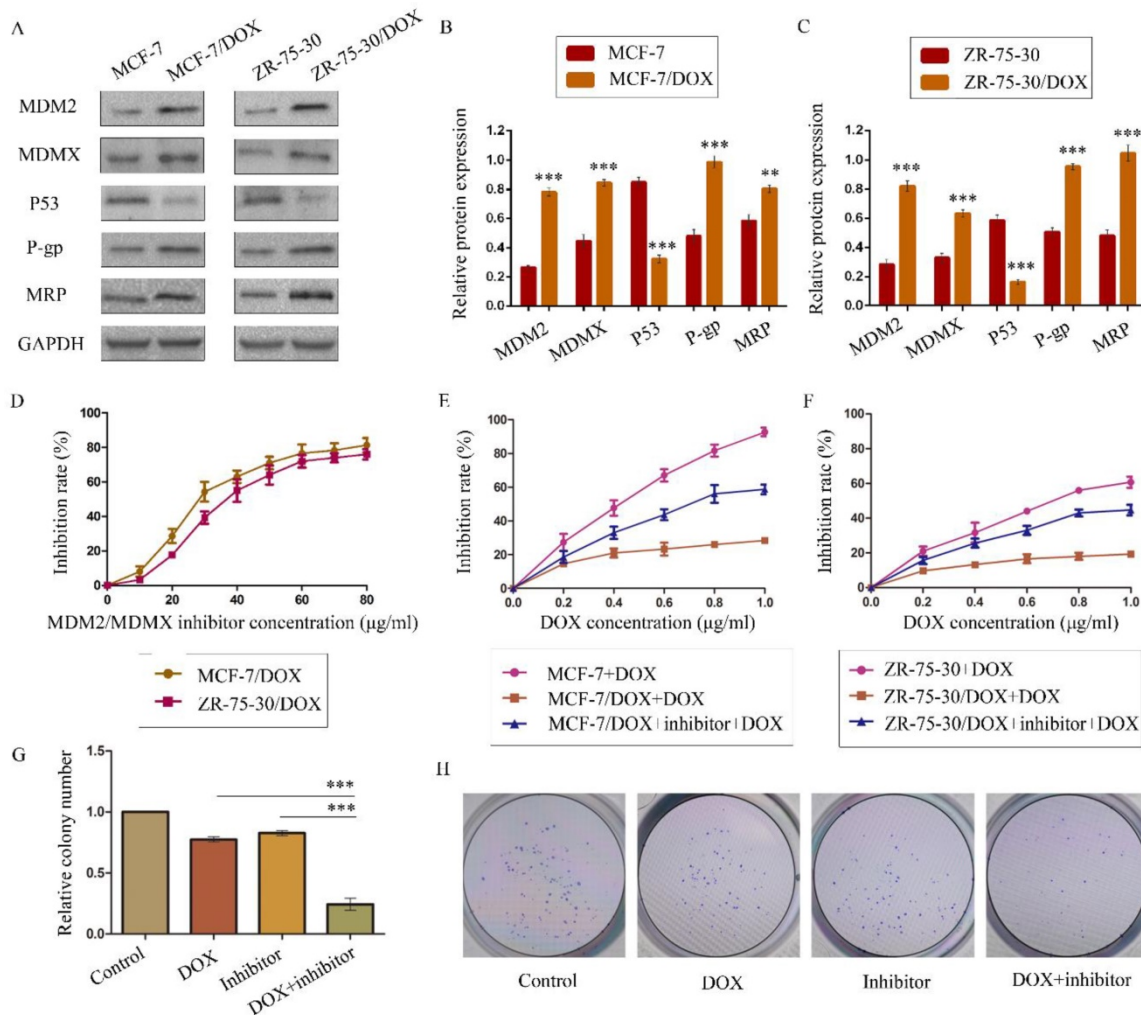 A
MCF-7
MCF-7/DOX
ZR-75-30
ZR-75-30/DOX
MDM2
MDMX
P53
P-gp
MRP
GAPDH
B
MCF-7
MCF-7/DOX
Relative protein expression
1.2
1.0
0.8
0.6
0.4
0.2
0.0
***
***
***
***
**
MDM2
MDMX
P53
P-gp
MRP
C
ZR-75-30
ZR-75-30/DOX
Relative protein expression
1.2
1.0
0.8
0.6
0.4
0.2
0.0
***
***
***
***
***
MDM2
MDMX
P53
P-gp
MRP
D
Inhibition rate (%)
100
80
60
40
20
0
0
20
40
60
80
MDM2/MDMX inhibitor concentration (μg/ml)
MCF-7/DOX
ZR-75-30/DOX
E
Inhibition rate (%)
100
80
60
40
20
0
0.0
0.2
0.4
0.6
0.8
1.0
DOX concentration (μg/ml)
MCF-7+DOX
MCF-7/DOX+DOX
MCF-7/DOX+inhibitor+DOX
F
Inhibition rate (%)
100
80
60
40
20
0
0.0
0.2
0.4
0.6
0.8
1.0
DOX concentration (μg/ml)
ZR-75-30+DOX
ZR-75-30/DOX+DOX
ZR-75-30/DOX+inhibitor+DOX
G
Relative colony number
1.5
1.0
0.5
0.0
***
***
Control
DOX
Inhibitor
DOX+inhibitor
H
Control
DOX
Inhibitor
DOX+inhibitor